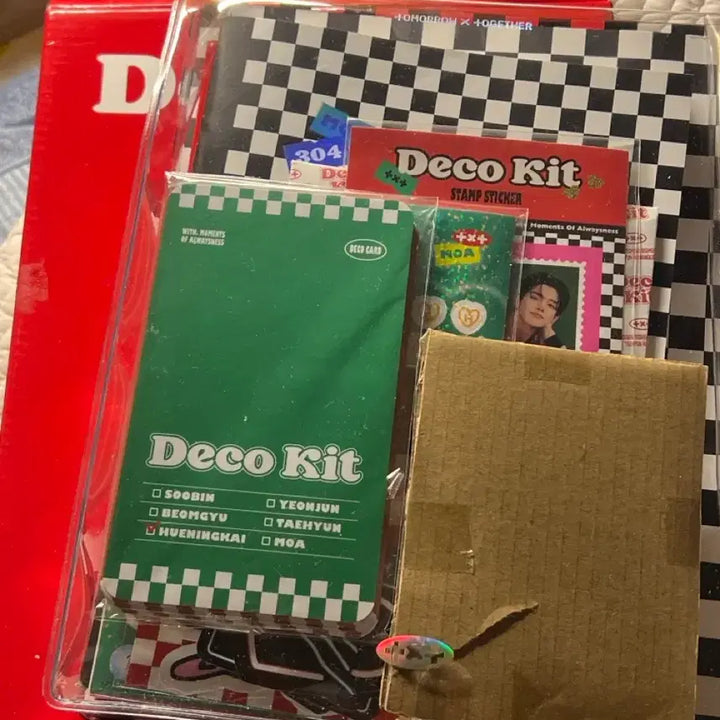 TOMORROW X TOGETHER
D
304
Deco Kit
STAMP STICKER
+x+
Moments Of Alwaysness
WITH. MOMENTS
OF ALWAYSNESS
DECO CARD
+x+
MOA
Deco Kit
SOOBIN
YEONJUN
BEOMGYU
TAEHYUN
HUENINGKAI
MOA
+x+